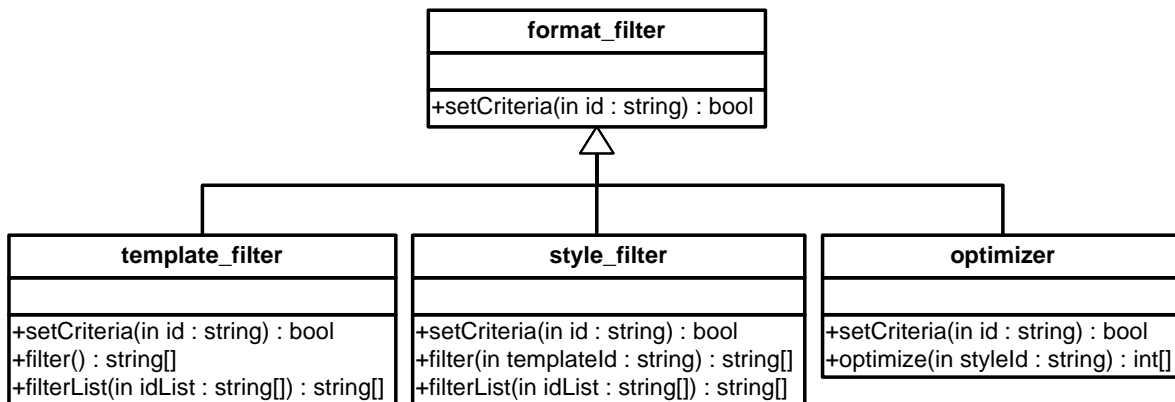 format_filter
+setCriteria(in id : string) : bool
template_filter
+setCriteria(in id : string) : bool
+filter() : string[]
+filterList(in idList : string[]) : string[]
style_filter
+setCriteria(in id : string) : bool
+filter(in templateId : string) : string[]
+filterList(in idList : string[]) : string[]
optimizer
+setCriteria(in id : string) : bool
+optimize(in styleId : string) : int[]